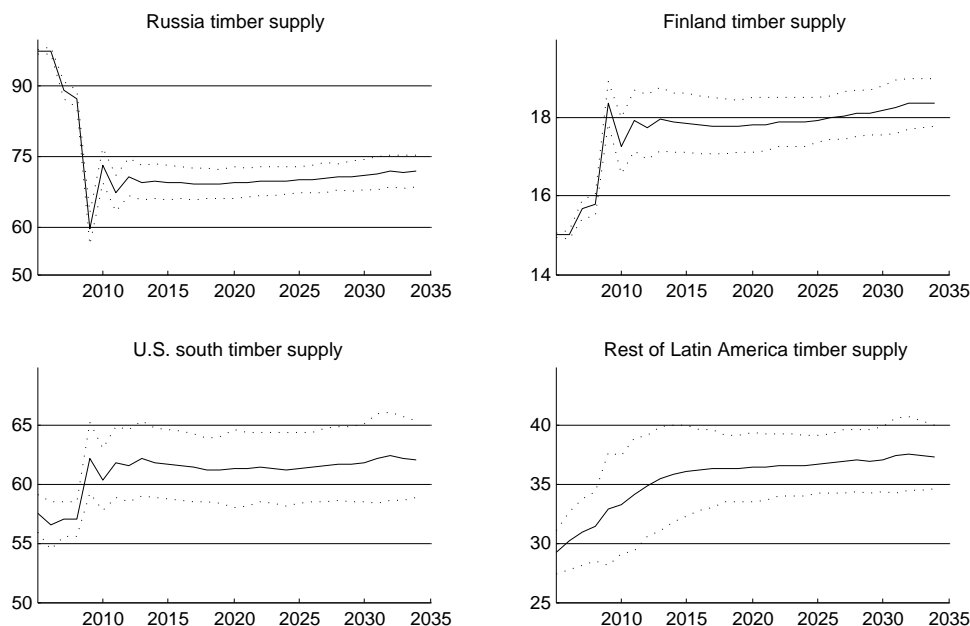 Russia timber supply
90
75
60
50
2010 2015 2020 2025 2030 2035
Finland timber supply
18
16
14
2010 2015 2020 2025 2030 2035
U.S. south timber supply
65
60
55
50
2010 2015 2020 2025 2030 2035
Rest of Latin America timber supply
40
35
30
25
2010 2015 2020 2025 2030 2035